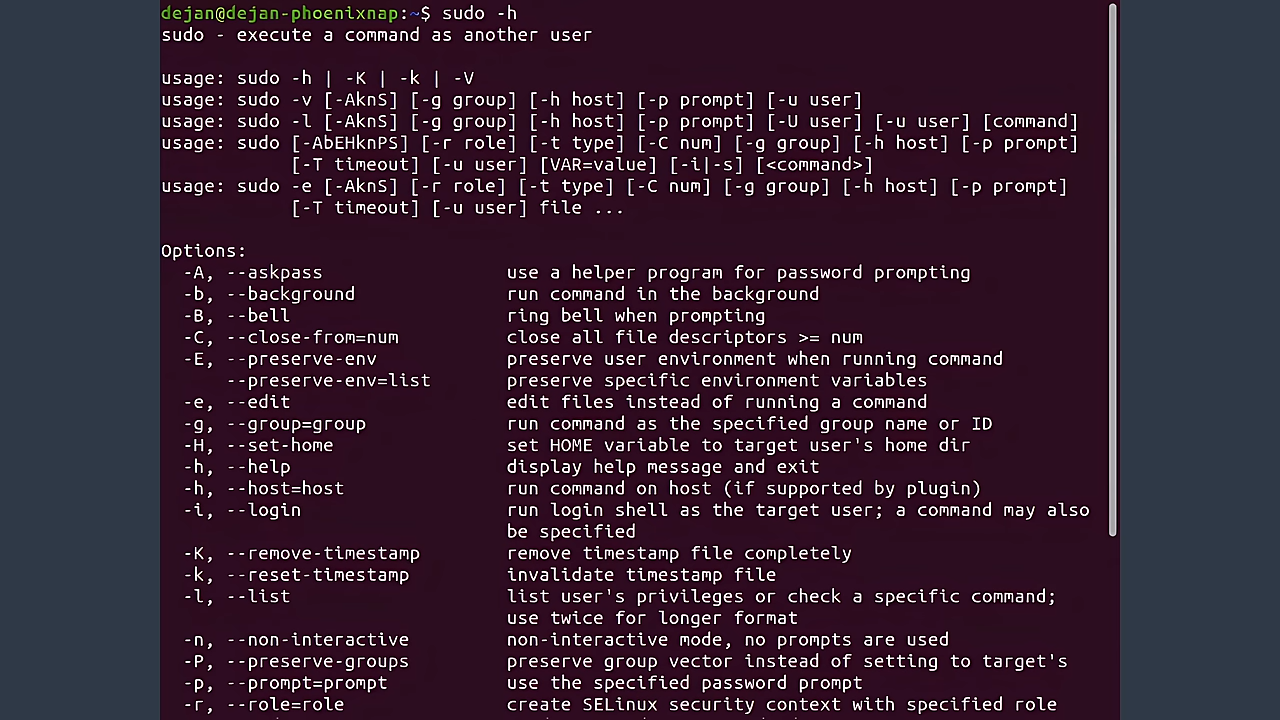 dejan@dejan-phoenixnap:~$ sudo -h
sudo - execute a command as another user
usage: sudo -h | -K | -k | -V
usage: sudo -v [-AknS] [-g group] [-h host] [-p prompt] [-u user]
usage: sudo -l [-AknS] [-g group] [-h host] [-p prompt] [-U user] [-u user] [command]
usage: sudo [-AbEHknPS] [-r role] [-t type] [-C num] [-g group] [-h host] [-p prompt]
[-T timeout] [-u user] [VAR=value] [-i|-s] [<command>]
usage: sudo -e [-AknS] [-r role] [-t type] [-C num] [-g group] [-h host] [-p prompt]
[-T timeout] [-u user] file ...
Options:
-A, --askpass use a helper program for password prompting
-b, --background run command in the background
-B, --bell ring bell when prompting
-C, --close-from=num close all file descriptors >= num
-E, --preserve-env preserve user environment when running command
--preserve-env=list preserve specific environment variables
-e, --edit edit files instead of running a command
-g, --group=group run command as the specified group name or ID
-H, --set-home set HOME variable to target user's home dir
-h, --help display help message and exit
-h, --host=host run command on host (if supported by plugin)
-i, --login run login shell as the target user; a command may also
be specified
-K, --remove-timestamp remove timestamp file completely
-k, --reset-timestamp invalidate timestamp file
-l, --list list user's privileges or check a specific command;
use twice for longer format
-n, --non-interactive non-interactive mode, no prompts are used
-P, --preserve-groups preserve group vector instead of setting to target's
-p, --prompt=prompt use the specified password prompt
-r, --role=role create SELinux security context with specified role